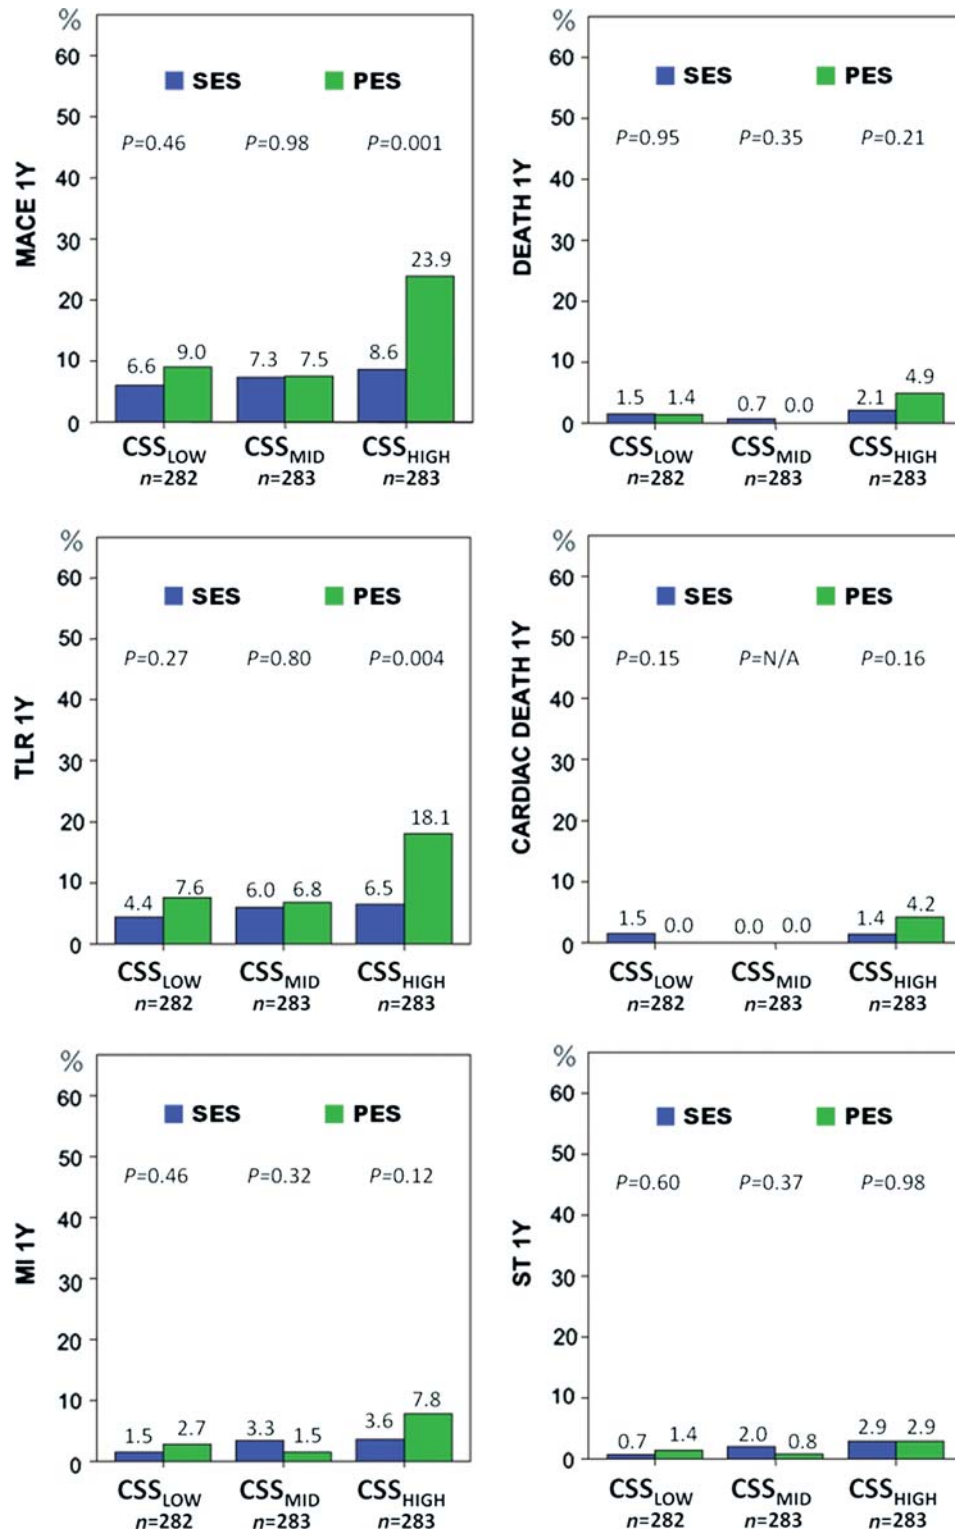 %
60
SES PES
50
P=0.46 P=0.98 P=0.001
40
MACE 1Y
30
23.9
20
10
6.6 9.0 7.3 7.5 8.6
0
CSSLOW CSSMID CSSHIGH
n=282 n=283 n=283
%
60
SES PES
50
P=0.95 P=0.35 P=0.21
40
DEATH 1Y
30
20
10
1.5 1.4 0.7 0.0 2.1 4.9
0
CSSLOW CSSMID CSSHIGH
n=282 n=283 n=283
%
60
SES PES
50
P=0.27 P=0.80 P=0.004
40
TLR 1Y
30
20
18.1
10
4.4 7.6 6.0 6.8 6.5
0
CSSLOW CSSMID CSSHIGH
n=282 n=283 n=283
%
60
SES PES
50
P=0.15 P=N/A P=0.16
40
CARDIAC DEATH 1Y
30
20
10
1.5 0.0 0.0 0.0 1.4 4.2
0
CSSLOW CSSMID CSSHIGH
n=282 n=283 n=283
%
60
SES PES
50
P=0.46 P=0.32 P=0.12
40
MI 1Y
30
20
10
1.5 2.7 3.3 1.5 3.6 7.8
0
CSSLOW CSSMID CSSHIGH
n=282 n=283 n=283
%
60
SES PES
50
P=0.60 P=0.37 P=0.98
40
ST 1Y
30
20
10
0.7 1.4 2.0 0.8 2.9 2.9
0
CSSLOW CSSMID CSSHIGH
n=282 n=283 n=283